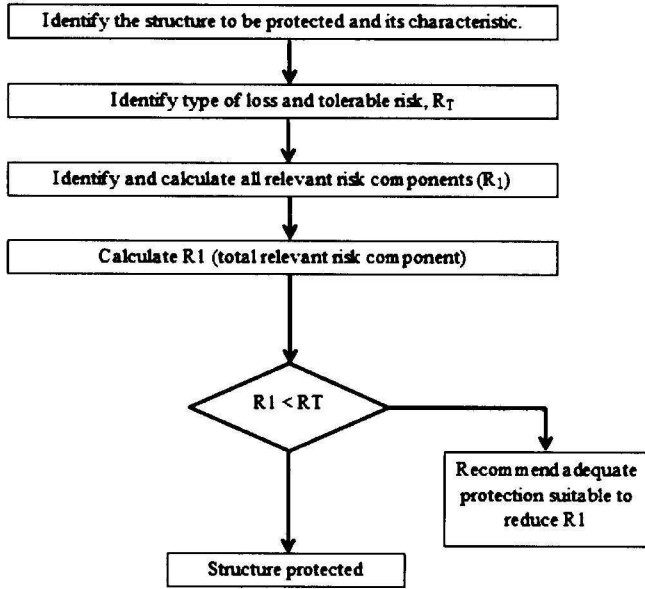 Identify the structure to be protected and its characteristic.
Identify type of loss and tolerable risk, RT
Identify and calculate all relevant risk components (R1)
Calculate R1 (total relevant risk component)
R1 < RT
Recommend adequate
protection suitable to
reduce R1
Structure protected